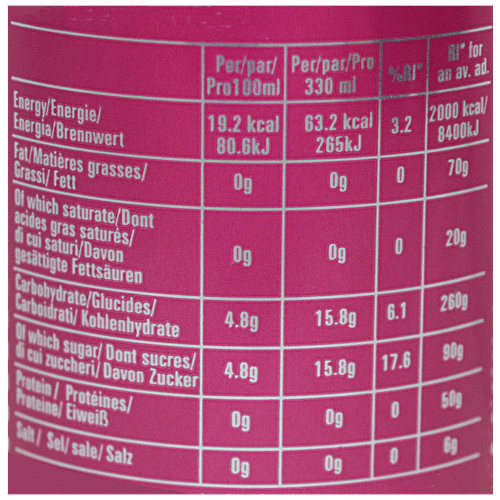 Per/par/ Per/par/Pro %RI* RI* for
Pro100ml 330 ml an av. ad.
Energy/Energie/ 19.2 kcal 63.2 kcal 3.2 2000 kcal/
Energia/Brennwert 80.6kJ 265kJ 8400kJ
Fat/Matières grasses/ 0g 0g 0 70g
Grassi/ Fett
Of which saturate/Dont
acides gras saturés/ 0g 0g 0 20g
di cui saturi/Davon
gesättigte Fettsäuren
Carbohydrate/Glucides/ 4.8g 15.8g 6.1 260g
Carboidrati/ Kohlenhydrate
Of which sugar/ Dont sucres/ 4.8g 15.8g 17.6 90g
di cui zuccheri/ Davon Zucker
Protein / Protéines/ 0g 0g 0 50g
Proteine/ Eiweiß
Salt / Sel/ sale/ Salz 0g 0g 0 6g